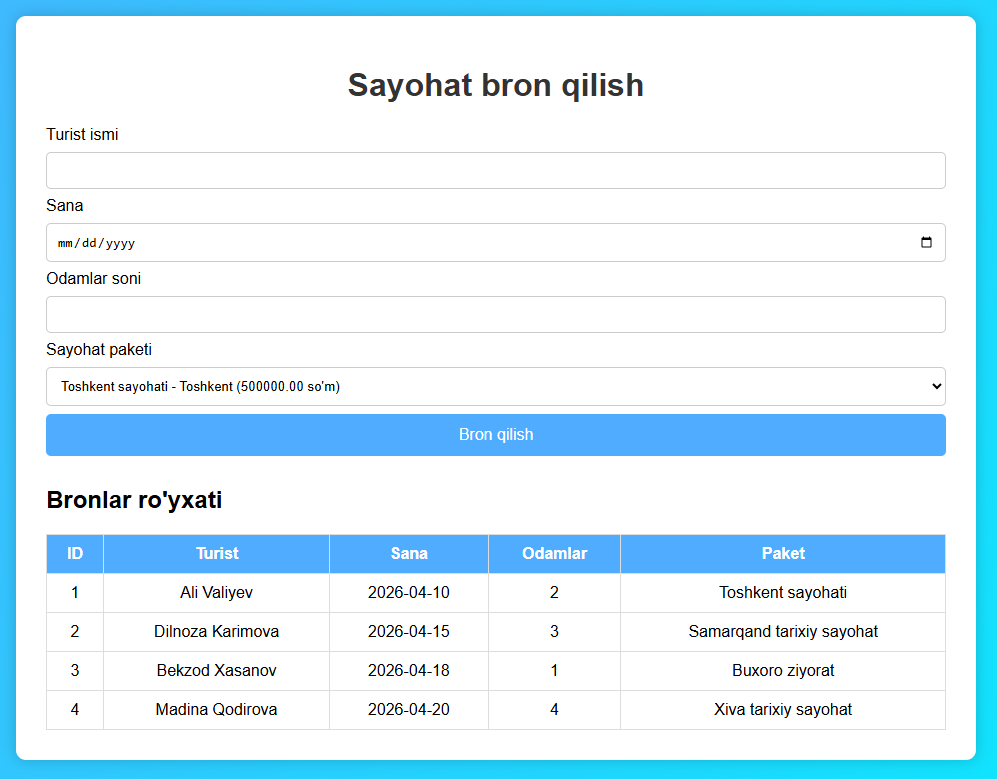 Sayohat bron qilish
Turist ismi
Sana
mm/dd/yyyy
Odamlar soni
Sayohat paketi
Toshkent sayohati - Toshkent (500000.00 so'm)
Bron qilish
Bronlar ro'yxati
ID Turist Sana Odamlar Paket
1 Ali Valiyev 2026-04-10 2 Toshkent sayohati
2 Dilnoza Karimova 2026-04-15 3 Samarqand tarixiy sayohat
3 Bekzod Xasanov 2026-04-18 1 Buxoro ziyorat
4 Madina Qodirova 2026-04-20 4 Xiva tarixiy sayohat